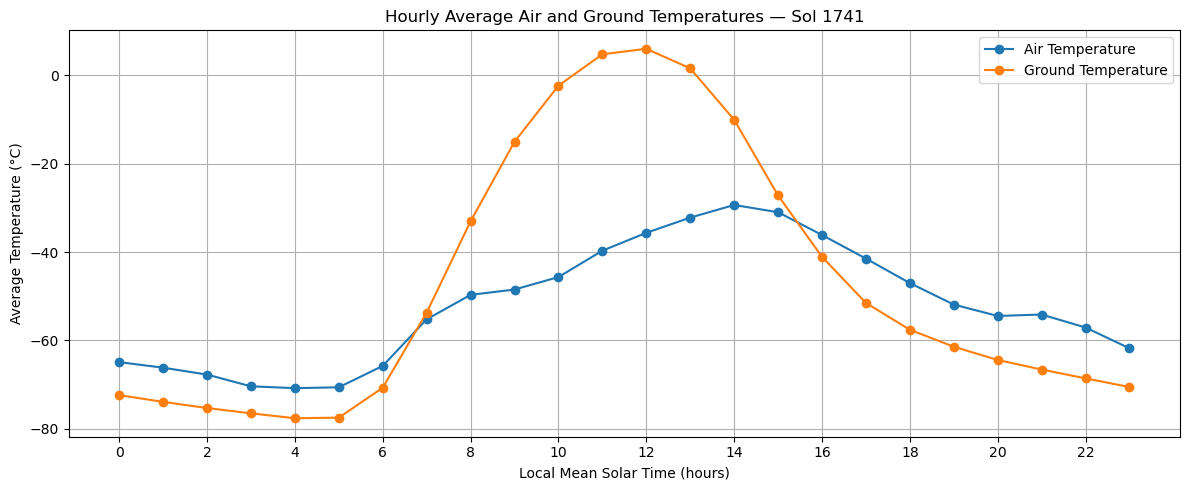 Hourly Average Air and Ground Temperatures — Sol 1741
Air Temperature
Ground Temperature
Average Temperature (°C)
0
−20
−40
−60
−80
0 2 4 6 8 10 12 14 16 18 20 22
Local Mean Solar Time (hours)